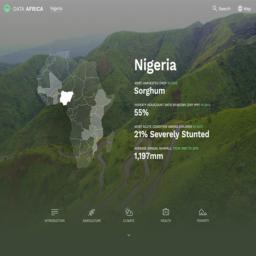 DATA AFRICA
Nigeria
Search
Map
Nigeria
Sorghum
55%
21% Severely Stunted
1,197mm
INTRODUCTION
AGRICULTURE
CLIMATE
HEALTH
POVERTY